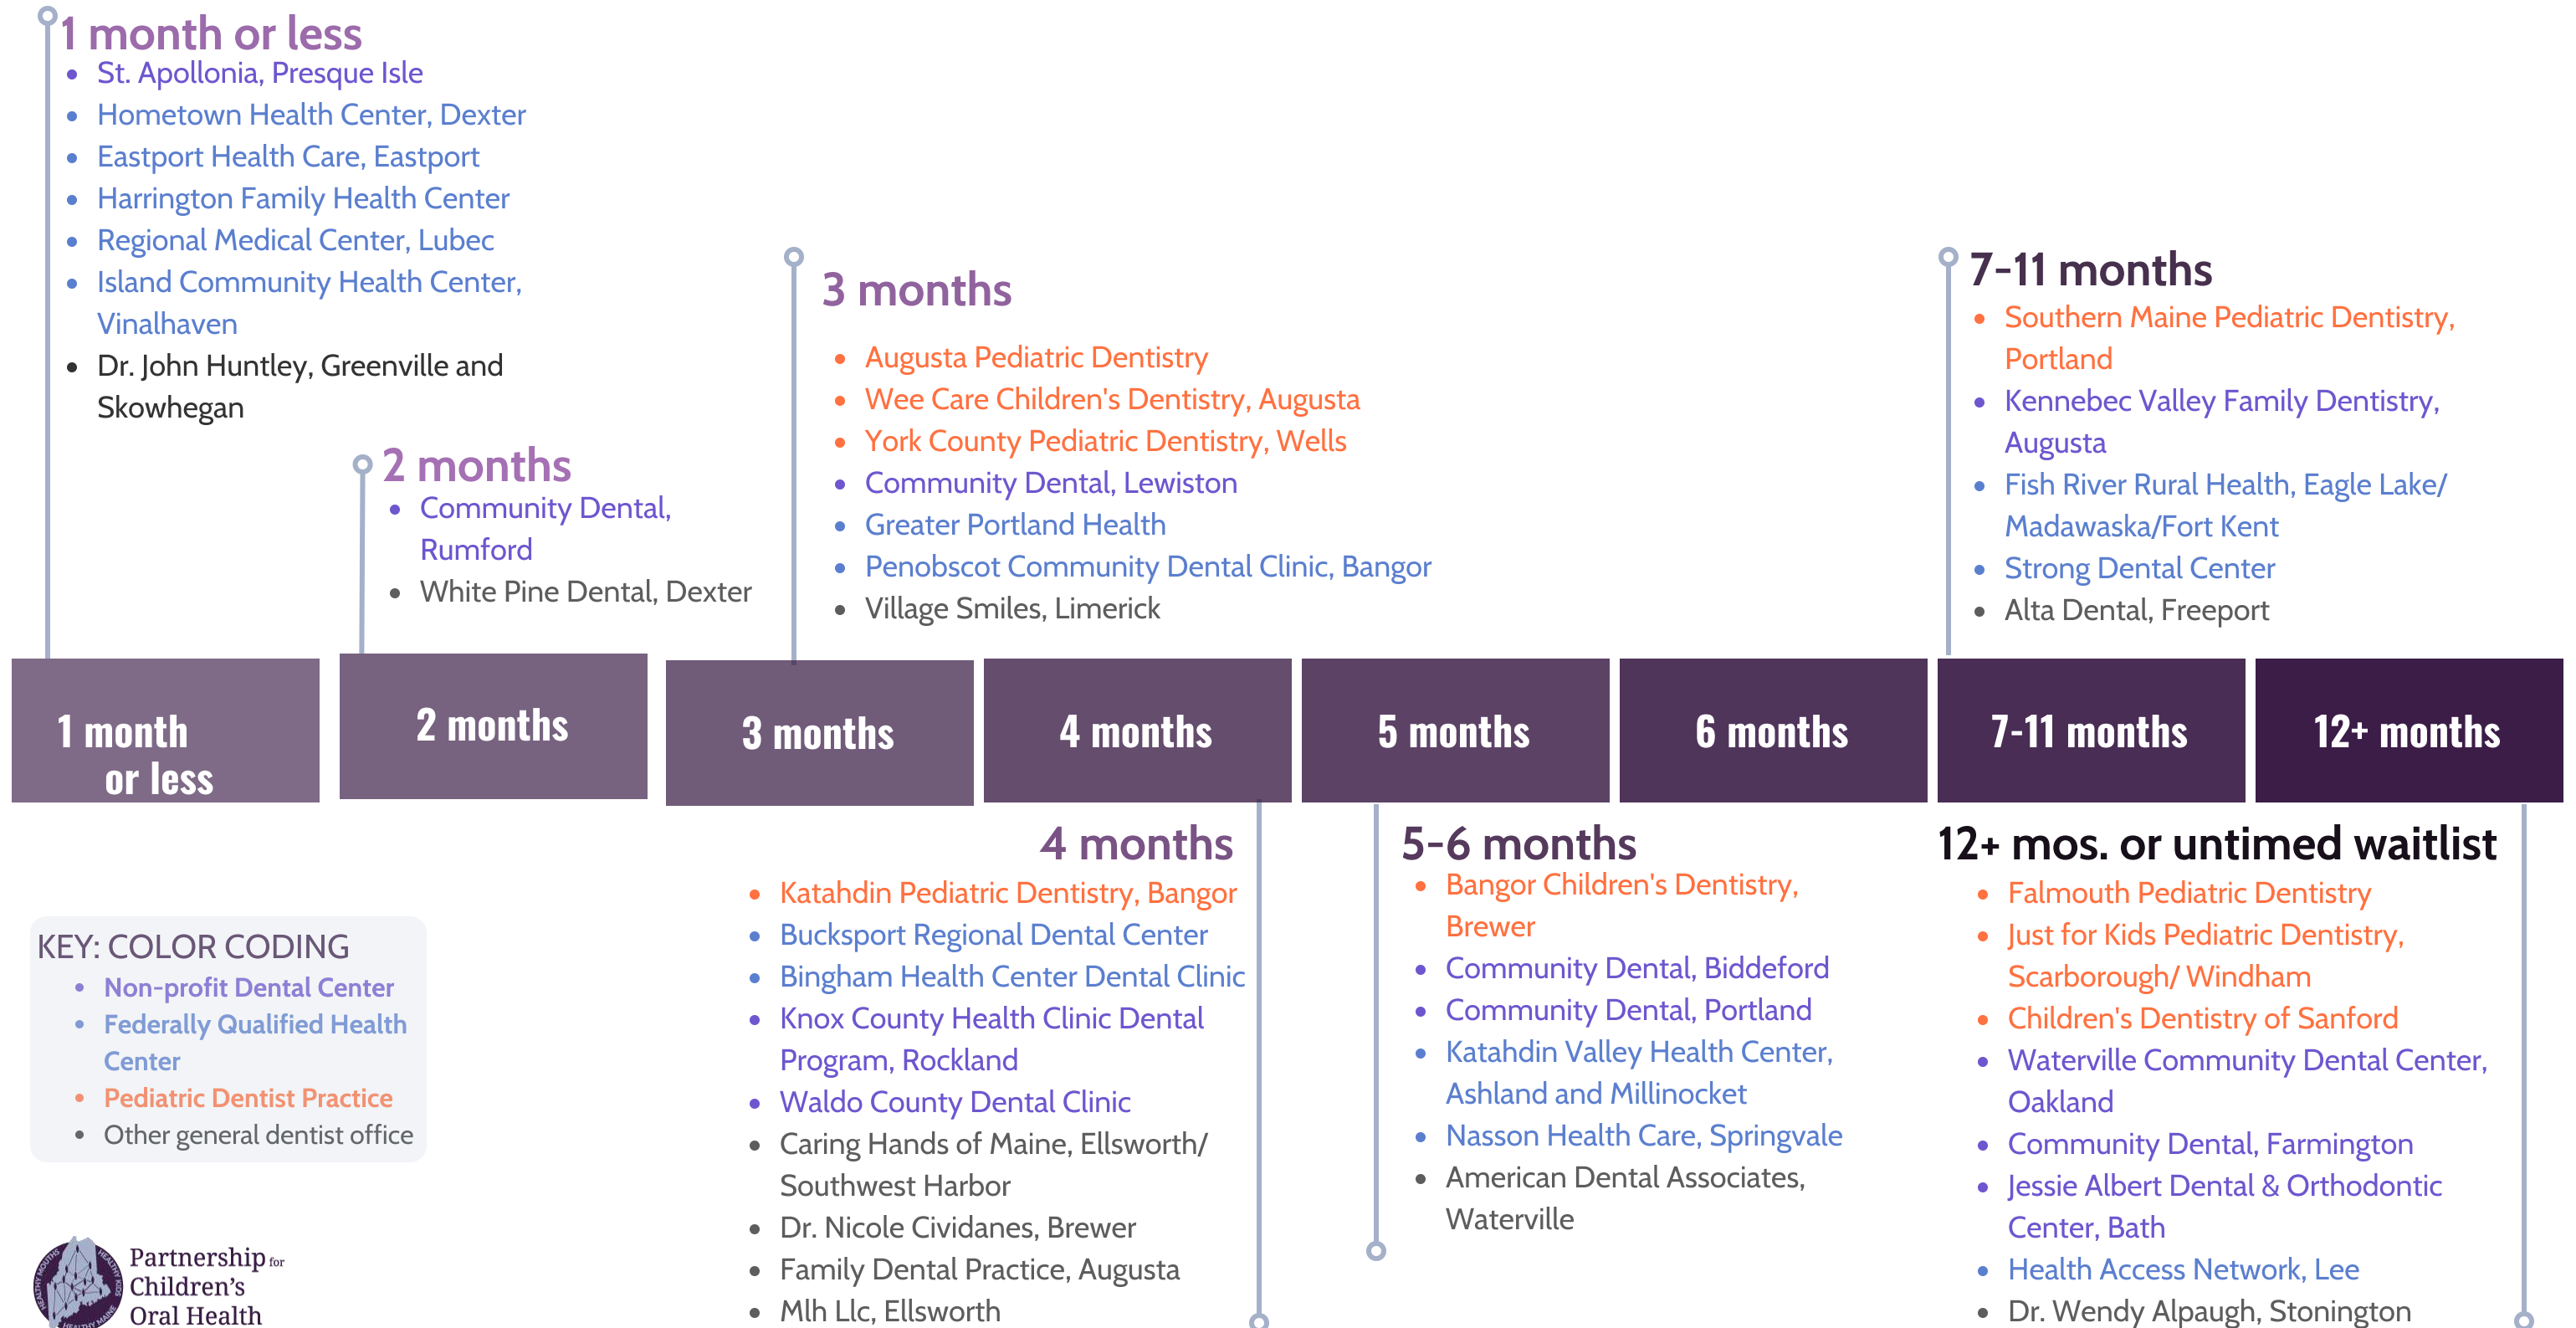 1 month or less
• St. Apollonia, Presque Isle
• Hometown Health Center, Dexter
• Eastport Health Care, Eastport
• Harrington Family Health Center
• Regional Medical Center, Lubec
• Island Community Health Center,
Vinalhaven
• Dr. John Huntley, Greenville and
Skowhegan
2 months
• Community Dental,
Rumford
• White Pine Dental, Dexter
3 months
• Augusta Pediatric Dentistry
• Wee Care Children's Dentistry, Augusta
• York County Pediatric Dentistry, Wells
• Community Dental, Lewiston
• Greater Portland Health
• Penobscot Community Dental Clinic, Bangor
• Village Smiles, Limerick
7-11 months
• Southern Maine Pediatric Dentistry,
Portland
• Kennebec Valley Family Dentistry,
Augusta
• Fish River Rural Health, Eagle Lake/
Madawaska/Fort Kent
• Strong Dental Center
• Alta Dental, Freeport
1 month
or less
2 months
3 months
4 months
5 months
6 months
7-11 months
12+ months
4 months
• Katahdin Pediatric Dentistry, Bangor
• Bucksport Regional Dental Center
• Bingham Health Center Dental Clinic
• Knox County Health Clinic Dental
Program, Rockland
• Waldo County Dental Clinic
• Caring Hands of Maine, Ellsworth/
Southwest Harbor
• Dr. Nicole Cividanes, Brewer
• Family Dental Practice, Augusta
• Mlh Llc, Ellsworth
5-6 months
• Bangor Children's Dentistry,
Brewer
• Community Dental, Biddeford
• Community Dental, Portland
• Katahdin Valley Health Center,
Ashland and Millinocket
• Nasson Health Care, Springvale
• American Dental Associates,
Waterville
12+ mos. or untimed waitlist
• Falmouth Pediatric Dentistry
• Just for Kids Pediatric Dentistry,
Scarborough/ Windham
• Children's Dentistry of Sanford
• Waterville Community Dental Center,
Oakland
• Community Dental, Farmington
• Jessie Albert Dental & Orthodontic
Center, Bath
• Health Access Network, Lee
• Dr. Wendy Alpaugh, Stonington
KEY: COLOR CODING
• Non-profit Dental Center
• Federally Qualified Health
Center
• Pediatric Dentist Practice
• Other general dentist office
HEALTHY MOUTHS
HEALTHY KIDS
HEALTHY MAINE
Partnership for
Children's
Oral Health